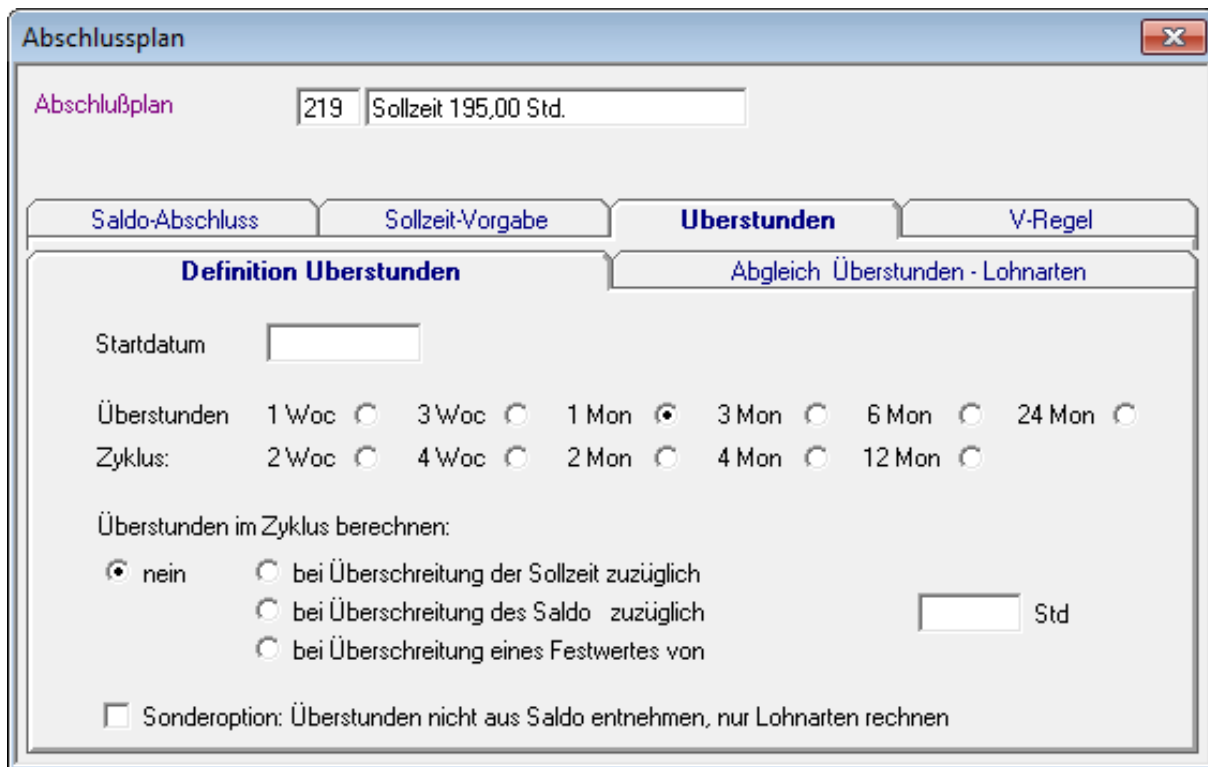 Abschlussplan
Abschlußplan 219 Sollzeit 195,00 Std.
Saldo-Abschluss Sollzeit-Vorgabe Uberstunden V-Regel
Definition Uberstunden Abgleich Überstunden - Lohnarten
Startdatum
Überstunden 1 Woc 3 Woc 1 Mon 3 Mon 6 Mon 24 Mon
Zyklus: 2 Woc 4 Woc 2 Mon 4 Mon 12 Mon
Überstunden im Zyklus berechnen:
nein bei Überschreitung der Sollzeit zuzüglich
bei Überschreitung des Saldo zuzüglich Std
bei Überschreitung eines Festwertes von
Sonderoption: Überstunden nicht aus Saldo entnehmen, nur Lohnarten rechnen